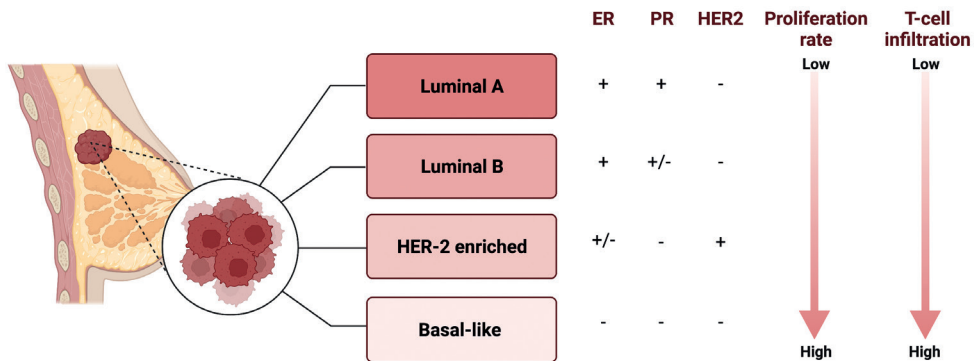 ER PR HER2 Proliferation rate T-cell infiltration
Low Low
Luminal A + + -
Luminal B + +/- -
HER-2 enriched +/- - +
Basal-like - - -
High High